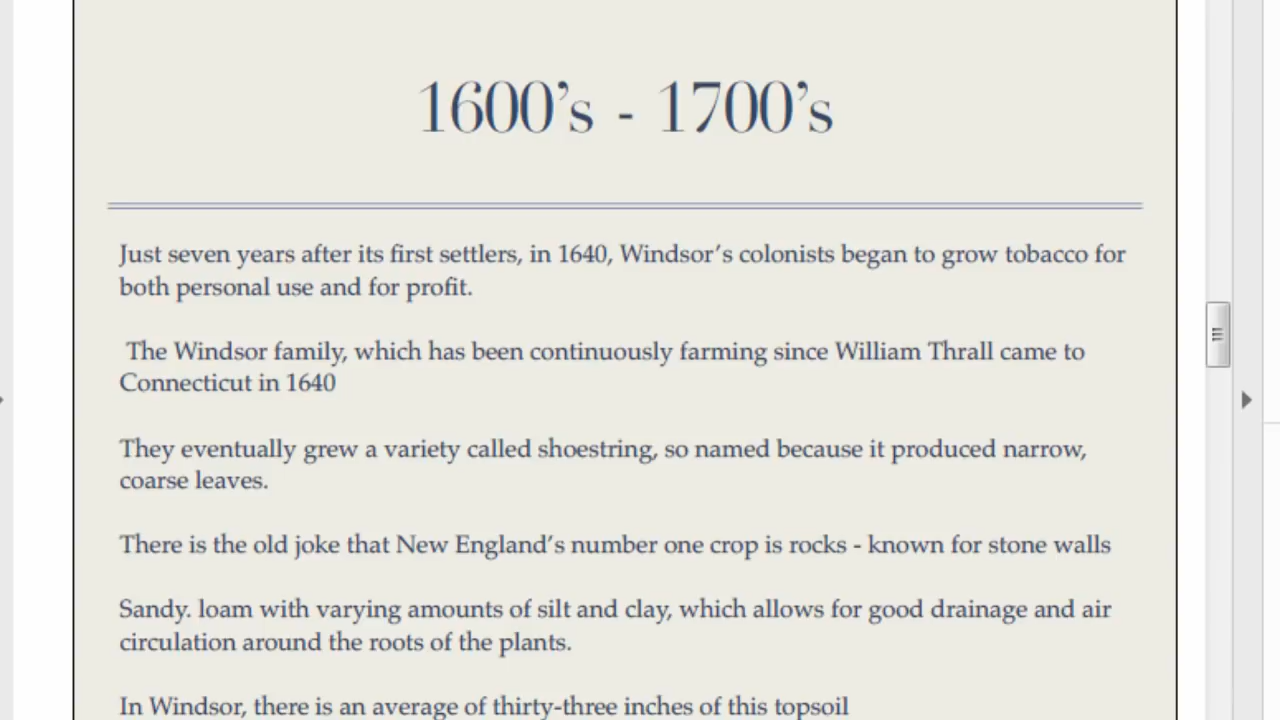 1600’s - 1700’s
Just seven years after its first settlers, in 1640, Windsor’s colonists began to grow tobacco for
both personal use and for profit.
The Windsor family, which has been continuously farming since William Thrall came to
Connecticut in 1640
They eventually grew a variety called shoestring, so named because it produced narrow,
coarse leaves.
There is the old joke that New England’s number one crop is rocks - known for stone walls
Sandy. loam with varying amounts of silt and clay, which allows for good drainage and air
circulation around the roots of the plants.
In Windsor, there is an average of thirty-three inches of this topsoil